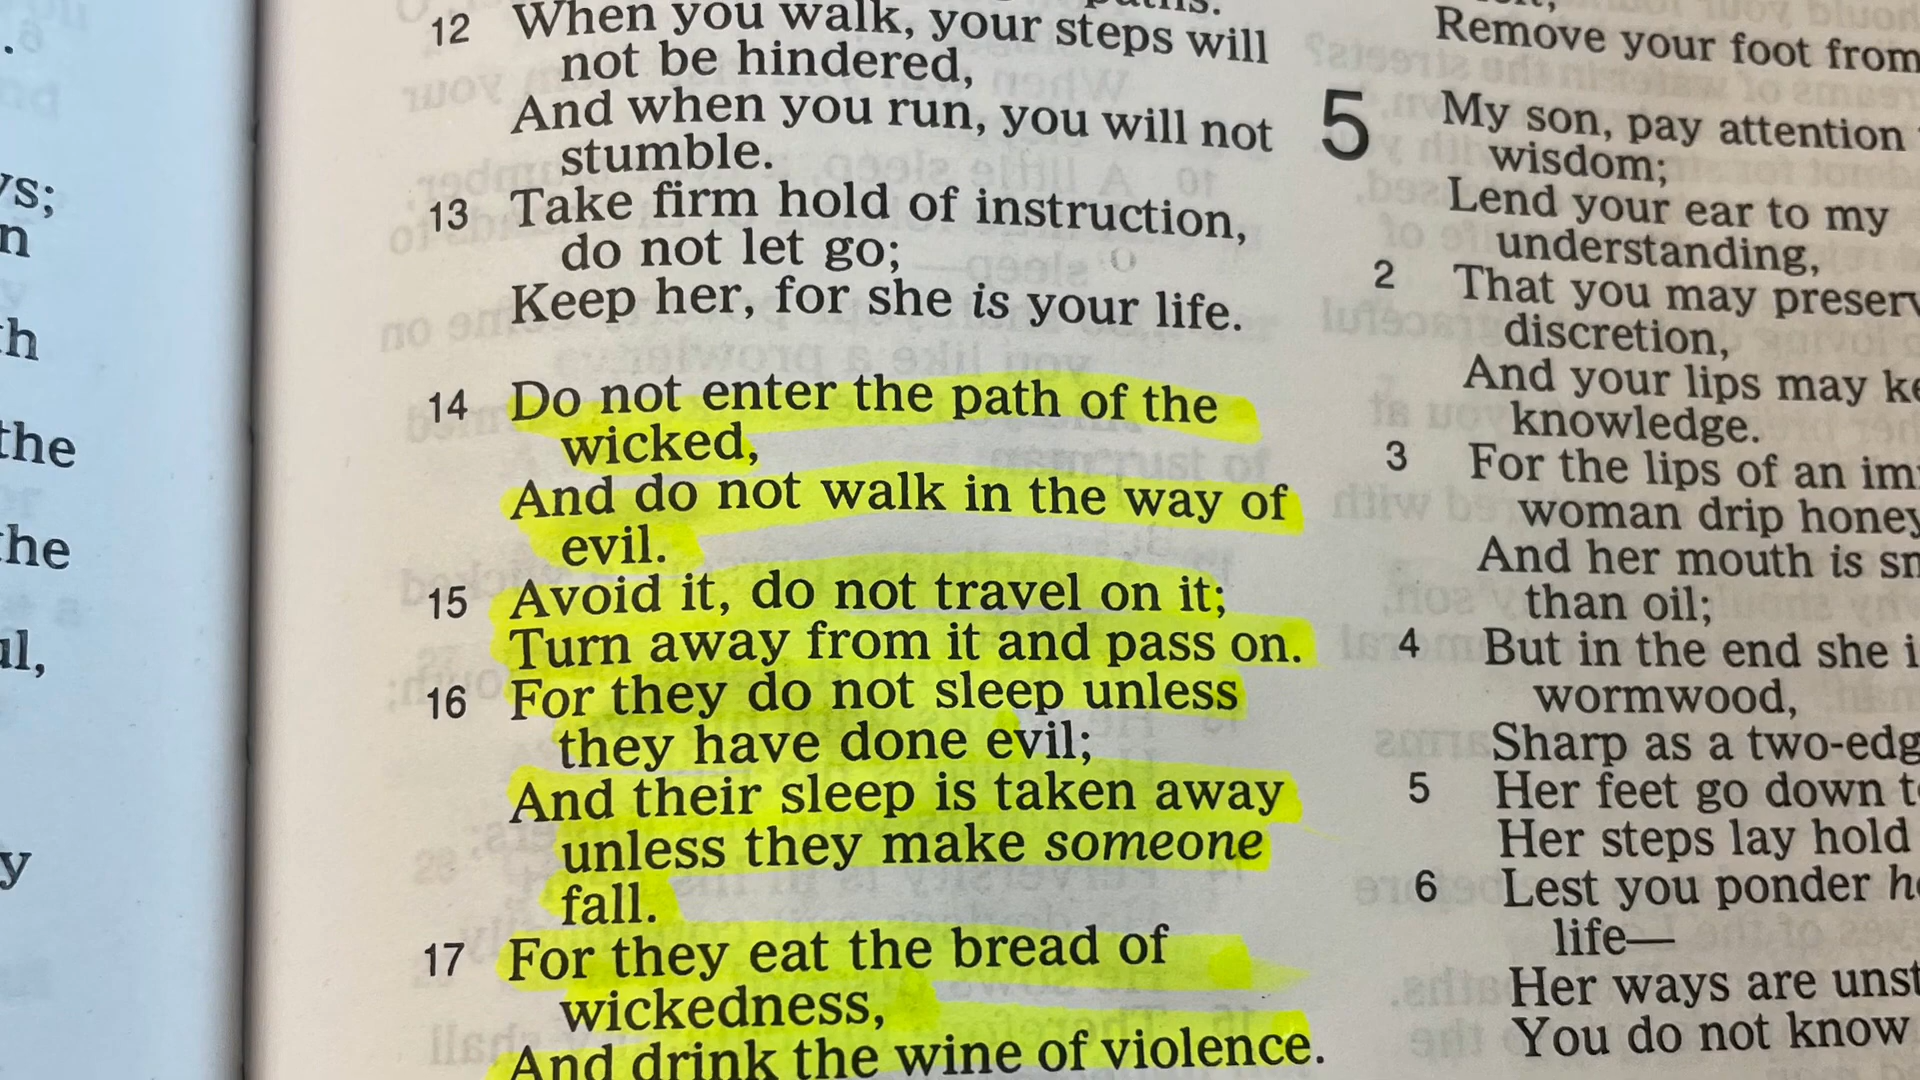 ys;
n
the
he
y
12 When you walk, your steps will
not be hindered,
And when you run, you will not
stumble.
13 Take firm hold of instruction,
do not let go;
Keep her, for she is your life.
14 Do not enter the path of the
wicked,
And do not walk in the way of
evil.
15 Avoid it, do not travel on it;
Turn away from it and pass on.
16 For they do not sleep unless
they have done evil;
And their sleep is taken away
unless they make someone
fall.
17 For they eat the bread of
wickedness,
And drink the wine of violence.
Remove your foot from
5 My son, pay attention
wisdom;
Lend your ear to my
understanding,
2 That you may preserv
discretion,
And your lips may ke
knowledge.
3 For the lips of an im
woman drip honey
And her mouth is sm
than oil;
4 But in the end she i
wormwood,
Sharp as a two-edg
5 Her feet go down t
Her steps lay hold
6 Lest you ponder he
life—
Her ways are unst
You do not know